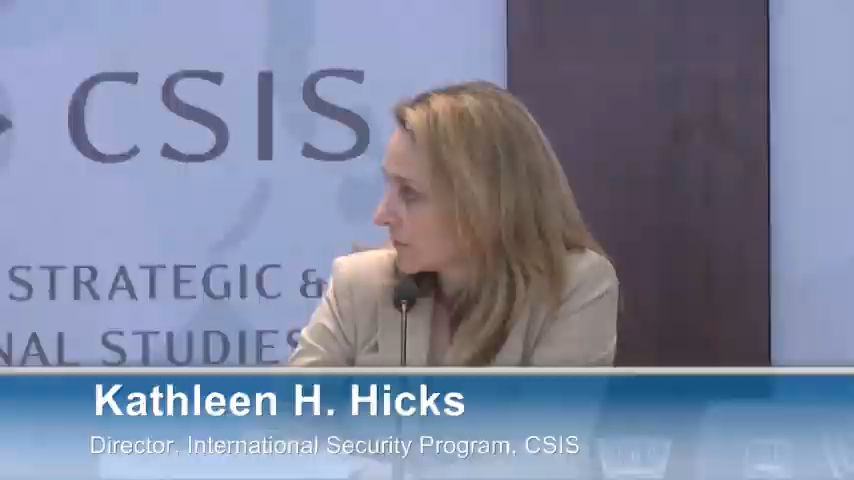 CSIS
STRATEGIC &
NAL STUDIES
Kathleen H. Hicks
Director, International Security Program, CSIS